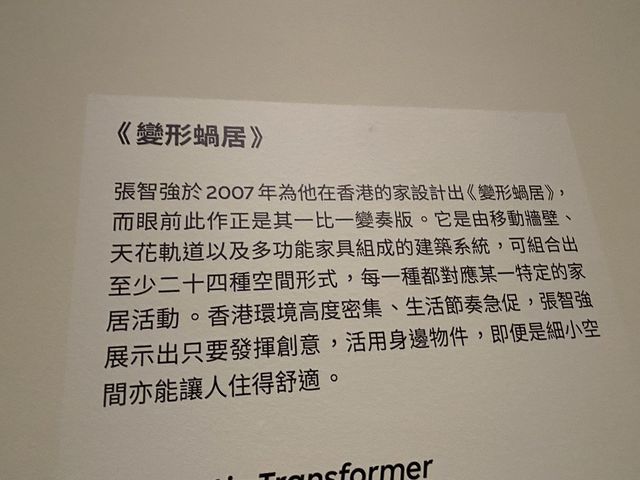 《變形蝸居》
張智強於 2007 年為他在香港的家設計出《變形蝸居》，
而眼前此作正是其一比一變奏版。它是由移動牆壁、
天花軌道以及多功能家具組成的建築系統，可組合出
至少二十四種空間形式，每一種都對應某一特定的家
居活動。香港環境高度密集、生活節奏急促，張智強
展示出只要發揮創意，活用身邊物件，即便是細小空
間亦能讓人住得舒適。
Transformer